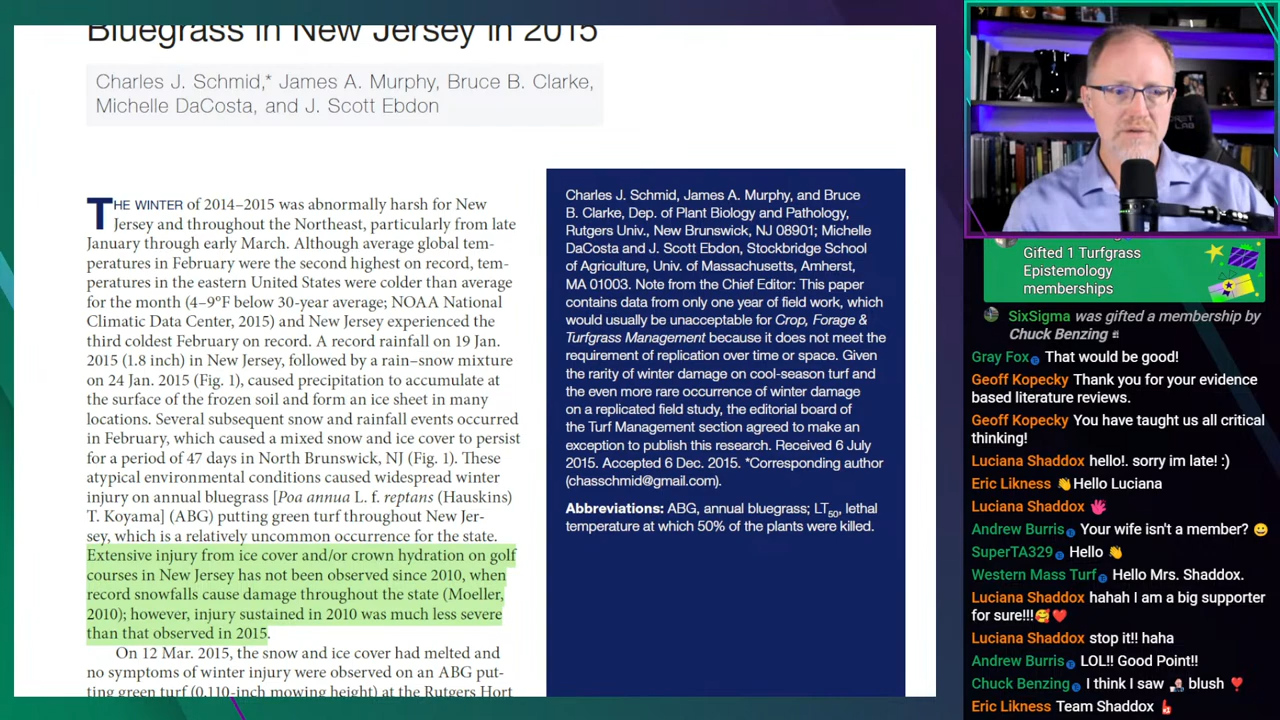 Bluegrass in New Jersey in 2015
Charles J. Schmid,* James A. Murphy, Bruce B. Clarke,
Michelle DaCosta, and J. Scott Ebdon
THE WINTER of 2014–2015 was abnormally harsh for New
Jersey and throughout the Northeast, particularly from late
January through early March. Although average global tem-
peratures in February were the second highest on record, tem-
peratures in the eastern United States were colder than average
for the month (4–9°F below 30-year average; NOAA National
Climatic Data Center, 2015) and New Jersey experienced the
third coldest February on record. A record rainfall on 19 Jan.
2015 (1.8 inch) in New Jersey, followed by a rain–snow mixture
on 24 Jan. 2015 (Fig. 1), caused precipitation to accumulate at
the surface of the frozen soil and form an ice sheet in many
locations. Several subsequent snow and rainfall events occurred
in February, which caused a mixed snow and ice cover to persist
for a period of 47 days in North Brunswick, NJ (Fig. 1). These
atypical environmental conditions caused widespread winter
injury on annual bluegrass [Poa annua L. f. reptans (Hauskins)
T. Koyama] (ABG) putting green turf throughout New Jer-
sey, which is a relatively uncommon occurrence for the state.
Extensive injury from ice cover and/or crown hydration on golf
courses in New Jersey has not been observed since 2010, when
record snowfalls cause damage throughout the state (Moeller,
2010); however, injury sustained in 2010 was much less severe
than that observed in 2015.
On 12 Mar. 2015, the snow and ice cover had melted and
no symptoms of winter injury were observed on an ABG put-
ting green turf (0.110-inch mowing height) at the Rutgers Hort
Charles J. Schmid, James A. Murphy, and Bruce
B. Clarke, Dep. of Plant Biology and Pathology,
Rutgers Univ., New Brunswick, NJ 08901; Michelle
DaCosta and J. Scott Ebdon, Stockbridge School
of Agriculture, Univ. of Massachusetts, Amherst,
MA 01003. Note from the Chief Editor: This paper
contains data from only one year of field work, which
would usually be unacceptable for Crop, Forage &
Turfgrass Management because it does not meet the
requirement of replication over time or space. Given
the rarity of winter damage on cool-season turf and
the even more rare occurrence of winter damage
on a replicated field study, the editorial board of
the Turf Management section agreed to make an
exception to publish this research. Received 6 July
2015. Accepted 6 Dec. 2015. *Corresponding author
(chasschmid@gmail.com).
Abbreviations: ABG, annual bluegrass; LT50, lethal
temperature at which 50% of the plants were killed.
Gifted 1 Turfgrass
Epistemology
memberships
SixSigma was gifted a membership by
Chuck Benzing
Gray Fox That would be good!
Geoff Kopecky Thank you for your evidence
based literature reviews.
Geoff Kopecky You have taught us all critical
thinking!
Luciana Shaddox hello!. sorry im late! :)
Eric Likness 👋Hello Luciana
Luciana Shaddox 👋
Andrew Burris Your wife isn't a member? 😀
SuperTA329 Hello 👋
Western Mass Turf Hello Mrs. Shaddox.
Luciana Shaddox hahah I am a big supporter
for sure!!!🥰❤️
Luciana Shaddox stop it!! haha
Andrew Burris LOL!! Good Point!!
Chuck Benzing I think I saw blush ❣️
Eric Likness Team Shaddox